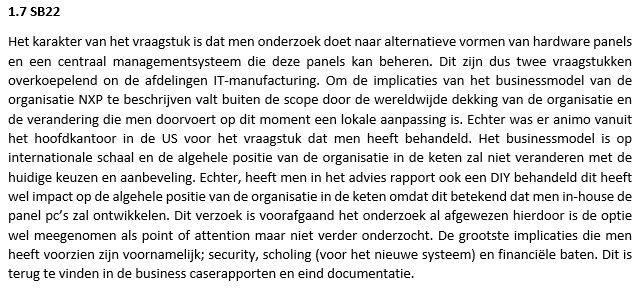 1.7 SB22
Het karakter van het vraagstuk is dat men onderzoek doet naar alternatieve vormen van hardware panels
en een centraal managementsysteem die deze panels kan beheren. Dit zijn dus twee vraagstukken
overkoepelend on de afdelingen IT-manufacturing. Om de implicaties van het businessmodel van de
organisatie NXP te beschrijven valt buiten de scope door de wereldwijde dekking van de organisatie en
de verandering die men doorvoert op dit moment een lokale aanpassing is. Echter was er animo vanuit
het hoofdkantoor in de US voor het vraagstuk dat men heeft behandeld. Het businessmodel is op
internationale schaal en de algehele positie van de organisatie in de keten zal niet veranderen met de
huidige keuzen en aanbeveling. Echter, heeft men in het advies rapport ook een DIY behandeld dit heeft
wel impact op de algehele positie van de organisatie in de keten omdat dit betekend dat men in-house de
panel pc's zal ontwikkelen. Dit verzoek is voorafgaand het onderzoek al afgewezen hierdoor is de optie
wel meegenomen als point of attention maar niet verder onderzocht. De grootste implicaties die men
heeft voorzien zijn voornamelijk; security, scholing (voor het nieuwe systeem) en financiële baten. Dit is
terug te vinden in de business caserapporten en eind documentatie.